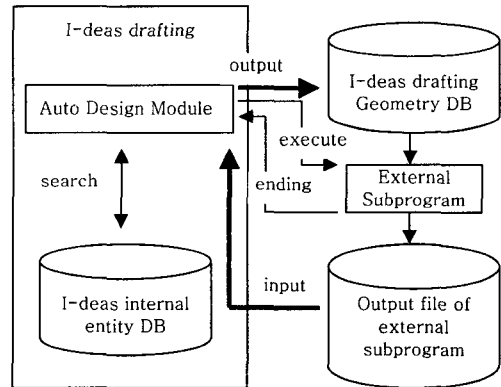 I-deas drafting
Auto Design Module
search
I-deas internal
entity DB
output
execute
ending
input
I-deas drafting
Geometry DB
External
Subprogram
Output file of
external
subprogram